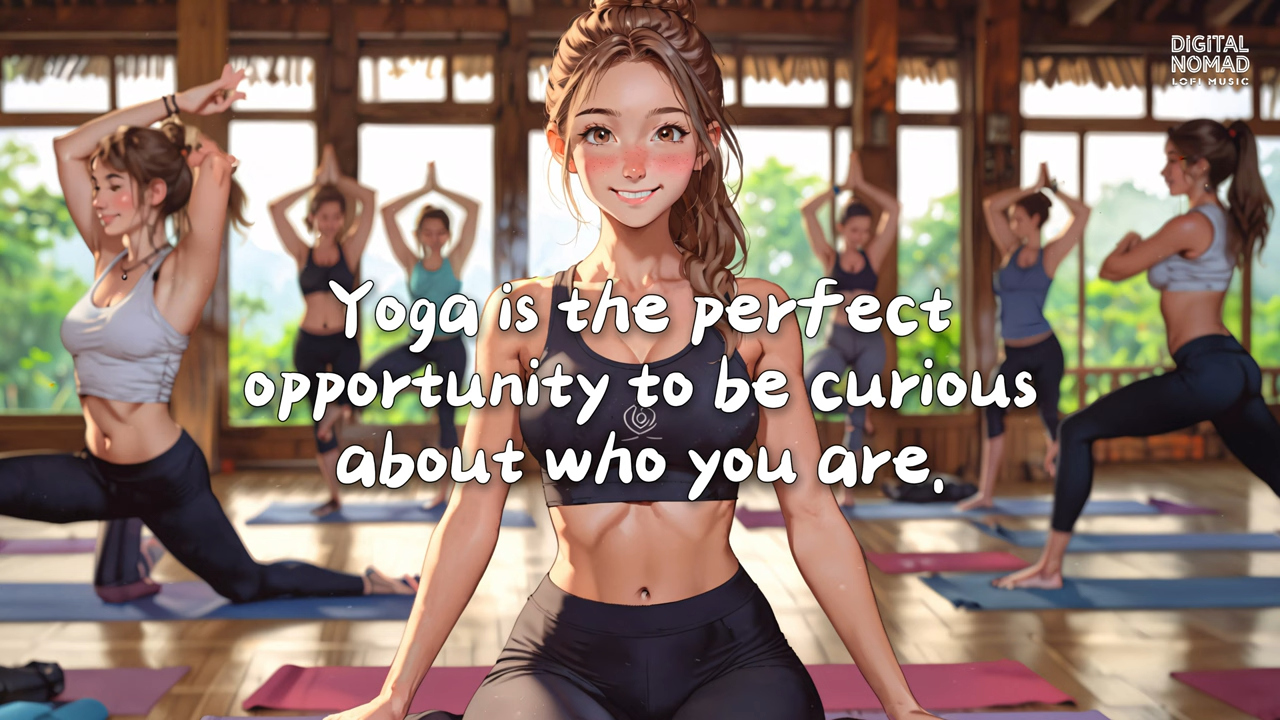 DIGITAL
NOMAD
LOFI MUSIC
Yoga is the perfect
opportunity to be curious
about who you are.